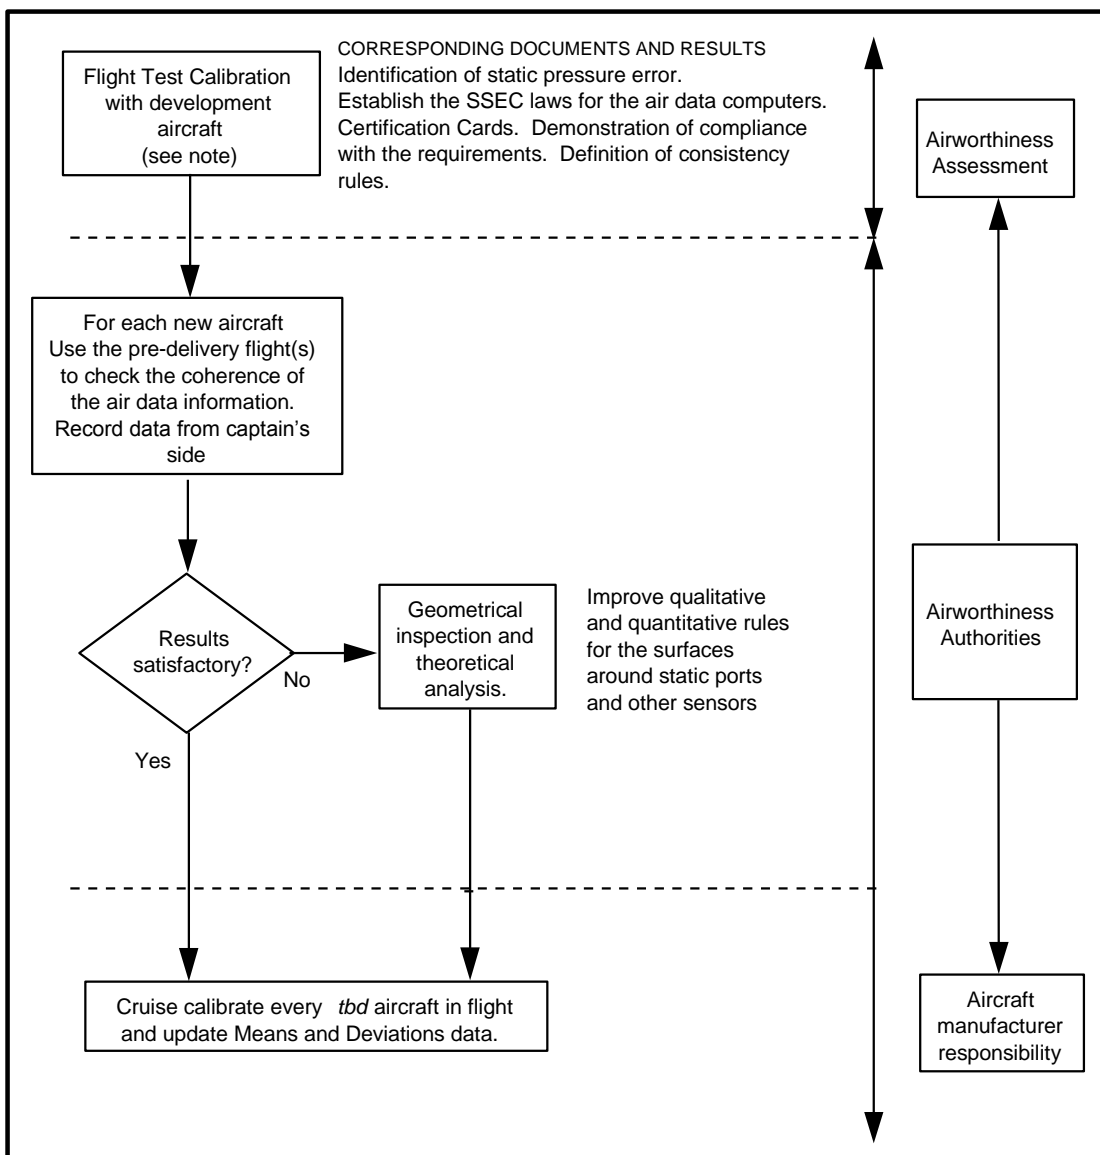 Flight Test Calibration
with development
aircraft
(see note)
CORRESPONDING DOCUMENTS AND RESULTS
Identification of static pressure error.
Establish the SSEC laws for the air data computers.
Certification Cards.  Demonstration of compliance
with the requirements.  Definition of consistency
rules.
Airworthiness
Assessment
For each new aircraft
Use the pre-delivery flight(s)
to check the coherence of
the air data information.
Record data from captain's
side
Results
satisfactory?
No
Yes
Geometrical
inspection and
theoretical
analysis.
Improve qualitative
and quantitative rules
for the surfaces
around static ports
and other sensors
Airworthiness
Authorities
Cruise calibrate every tbd aircraft in flight
and update Means and Deviations data.
Aircraft
manufacturer
responsibility